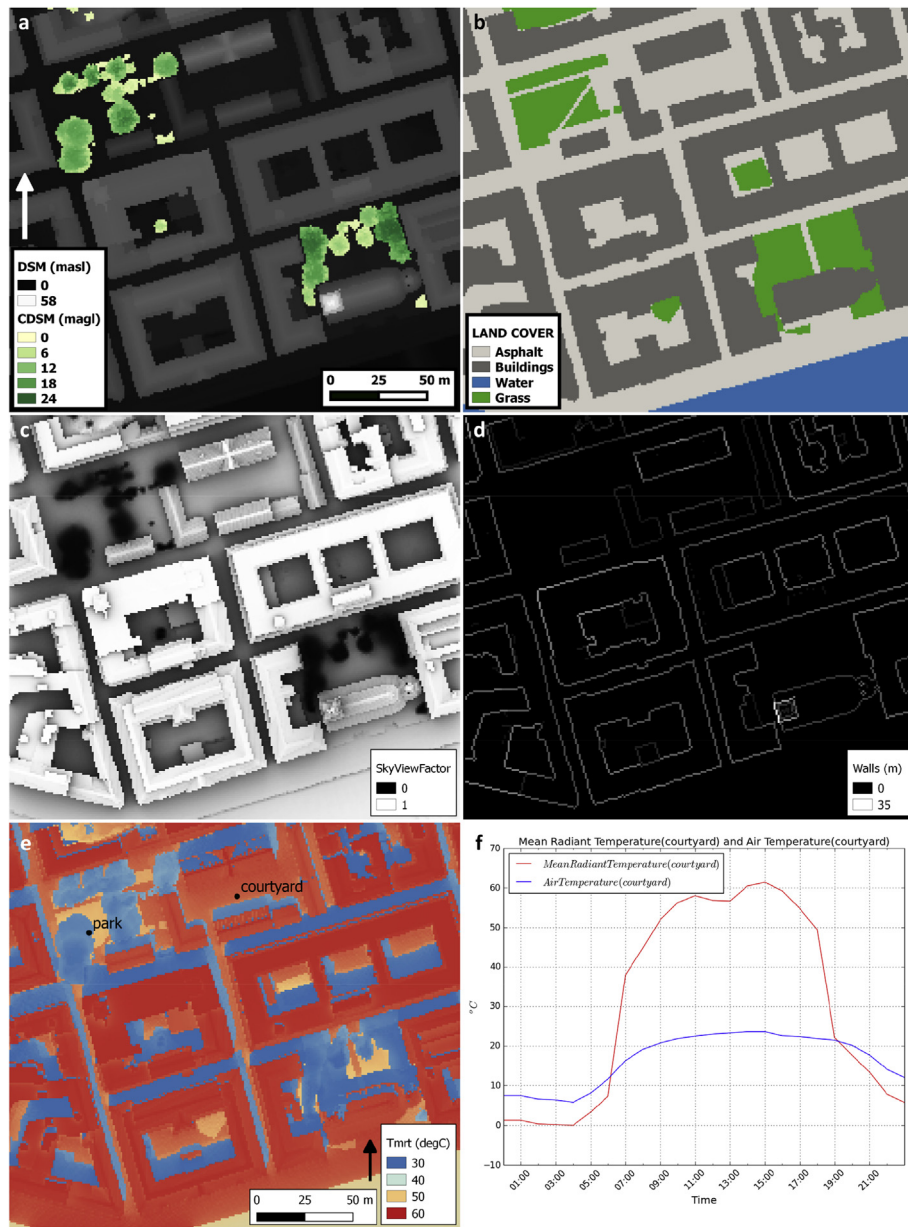 a
DSM (masl)
0
58
CDSM (magl)
0
6
12
18
24
0 25 50 m
b
LAND COVER
Asphalt
Buildings
Water
Grass
c
SkyViewFactor
0
1
d
Walls (m)
0
35
e
courtyard
park
Tmrt (degC)
30
40
50
60
0 25 50 m
f
Mean Radiant Temperature(courtyard) and Air Temperature(courtyard)
MeanRadiantTemperature(courtyard)
AirTemperature(courtyard)
70
60
50
40
30
20
10
0
−10
°C
01:00
03:00
05:00
07:00
09:00
11:00
13:00
15:00
17:00
19:00
21:00
Time